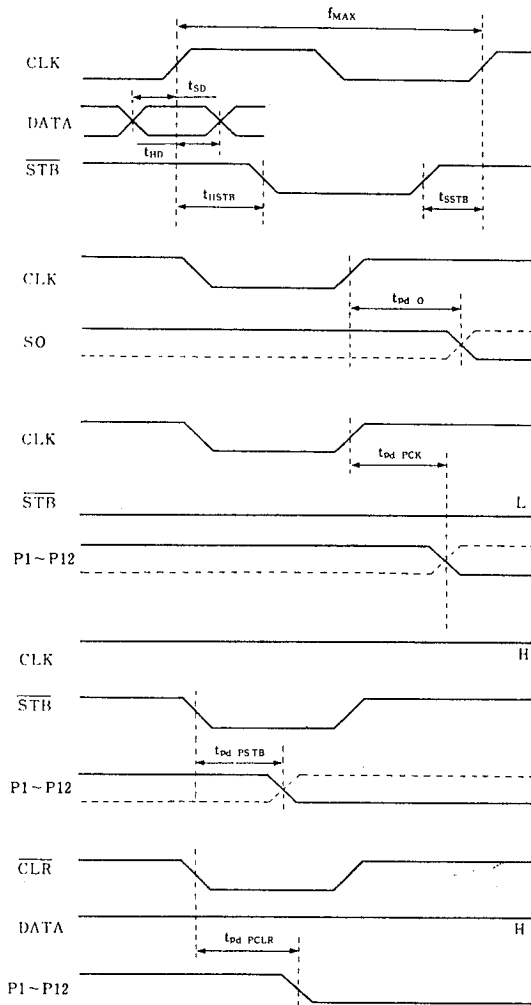 fMAX
CLK
tSD
DATA
tHD
STB
tHSTB
tSSTB
CLK
tpd O
SO
CLK
tpd PCK
STB
L
P1~P12
CLK
H
STB
tpd PSTB
P1~P12
CLR
DATA
H
tpd PCLR
P1~P12